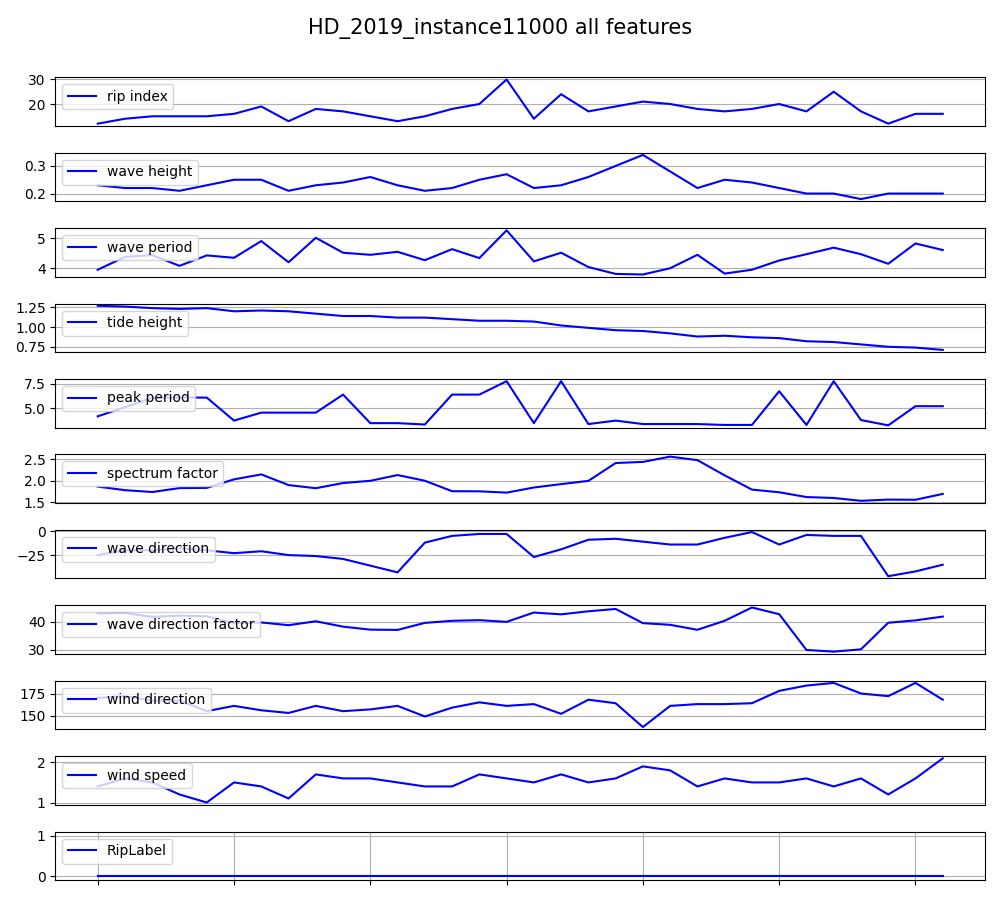 HD_2019_instance11000 all features
30
20
rip index
0.3
0.2
wave height
5
4
wave period
1.25
1.00
0.75
tide height
7.5
5.0
peak period
2.5
2.0
1.5
spectrum factor
0
−25
wave direction
40
30
wave direction factor
175
150
wind direction
2
1
wind speed
1
0
RipLabel